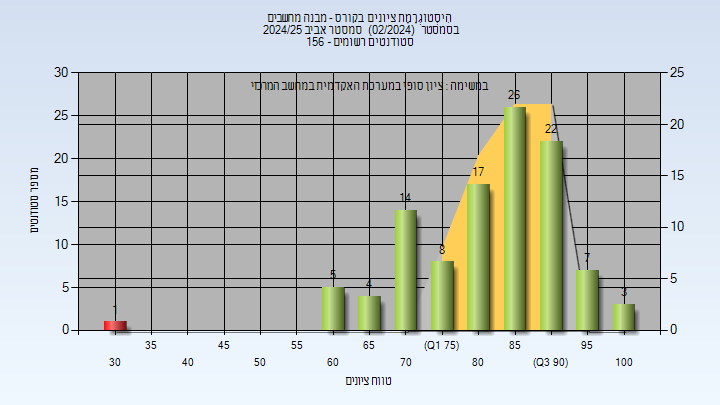 היסטוגרמת ציונים בקורס - מבנה מחשבים
בסמסטר (02/2024) סמסטר אביב 2024/25
סטודנטים רשומים - 156
במשימה : ציון סופי במערכת האקדמית במחשב המרכזי
מספר סטודנטים
30 25 20 15 10 5 0
25 20 15 10 5 0
1 5 4 14 8 17 26 22 7 3
35 45 55 65 (Q1 75) 85 95
30 40 50 60 70 80 (Q3 90) 100
טווח ציונים